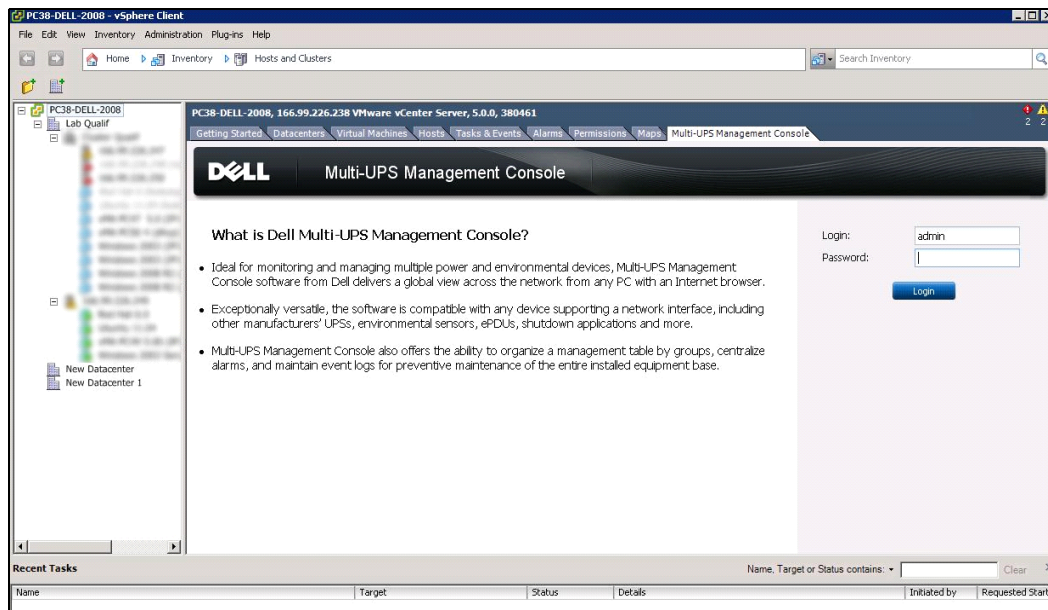 PC38-DELL-2008 - vSphere Client
File Edit View Inventory Administration Plug-ins Help
Home Inventory Hosts and Clusters
Search Inventory
PC38-DELL-2008
Lab Qualif
New Datacenter
New Datacenter 1
PC38-DELL-2008, 166.99.226.238 VMware vCenter Server, 5.0.0, 380461
2 2
Getting Started Datacenters Virtual Machines Hosts Tasks & Events Alarms Permissions Maps Multi-UPS Management Console
DELL Multi-UPS Management Console
What is Dell Multi-UPS Management Console?
• Ideal for monitoring and managing multiple power and environmental devices, Multi-UPS Management
Console software from Dell delivers a global view across the network from any PC with an Internet browser.
• Exceptionally versatile, the software is compatible with any device supporting a network interface, including
other manufacturers' UPSs, environmental sensors, ePDUs, shutdown applications and more.
• Multi-UPS Management Console also offers the ability to organize a management table by groups, centralize
alarms, and maintain event logs for preventive maintenance of the entire installed equipment base.
Login: admin
Password:
Login
Recent Tasks
Name, Target or Status contains: Clear
Name Target Status Details Initiated by Requested Start